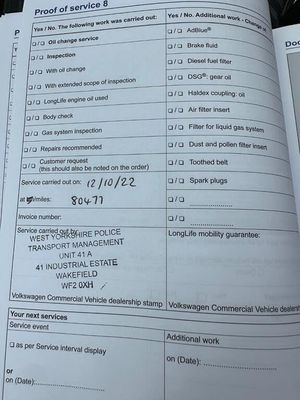 Proof of service 8
Yes / No. The following work was carried out:
❑ / ❑ Oil change service
❑ / ❑ Inspection
❑ / ❑ With oil change
❑ / ❑ With extended scope of inspection
❑ / ❑ LongLife engine oil used
❑ / ❑ Body check
❑ / ❑ Gas system inspection
❑ / ❑ Repairs recommended
❑ / ❑ Customer request
(this should also be noted on the order)
Service carried out on: 12/10/22
at /miles: 80477
Invoice number:
Service carried out by:
WEST YORKSHIRE POLICE
TRANSPORT MANAGEMENT
UNIT 41 A
41 INDUSTRIAL ESTATE
WAKEFIELD
WF2 0XH
Volkswagen Commercial Vehicle dealership stamp
Yes / No. Additional work - Change of
❑ / ❑ AdBlue®
❑ / ❑ Brake fluid
❑ / ❑ Diesel fuel filter
❑ / ❑ DSG®: gear oil
❑ / ❑ Haldex coupling: oil
❑ / ❑ Air filter insert
❑ / ❑ Filter for liquid gas system
❑ / ❑ Dust and pollen filter insert
❑ / ❑ Toothed belt
❑ / ❑ Spark plugs
❑ / ❑ ....................
❑ / ❑ ....................
LongLife mobility guarantee:
Volkswagen Commercial Vehicle
Your next services
Service event
❑ as per Service interval display
or
on (Date):....................
Additional work
on (Date): ....................
Doc